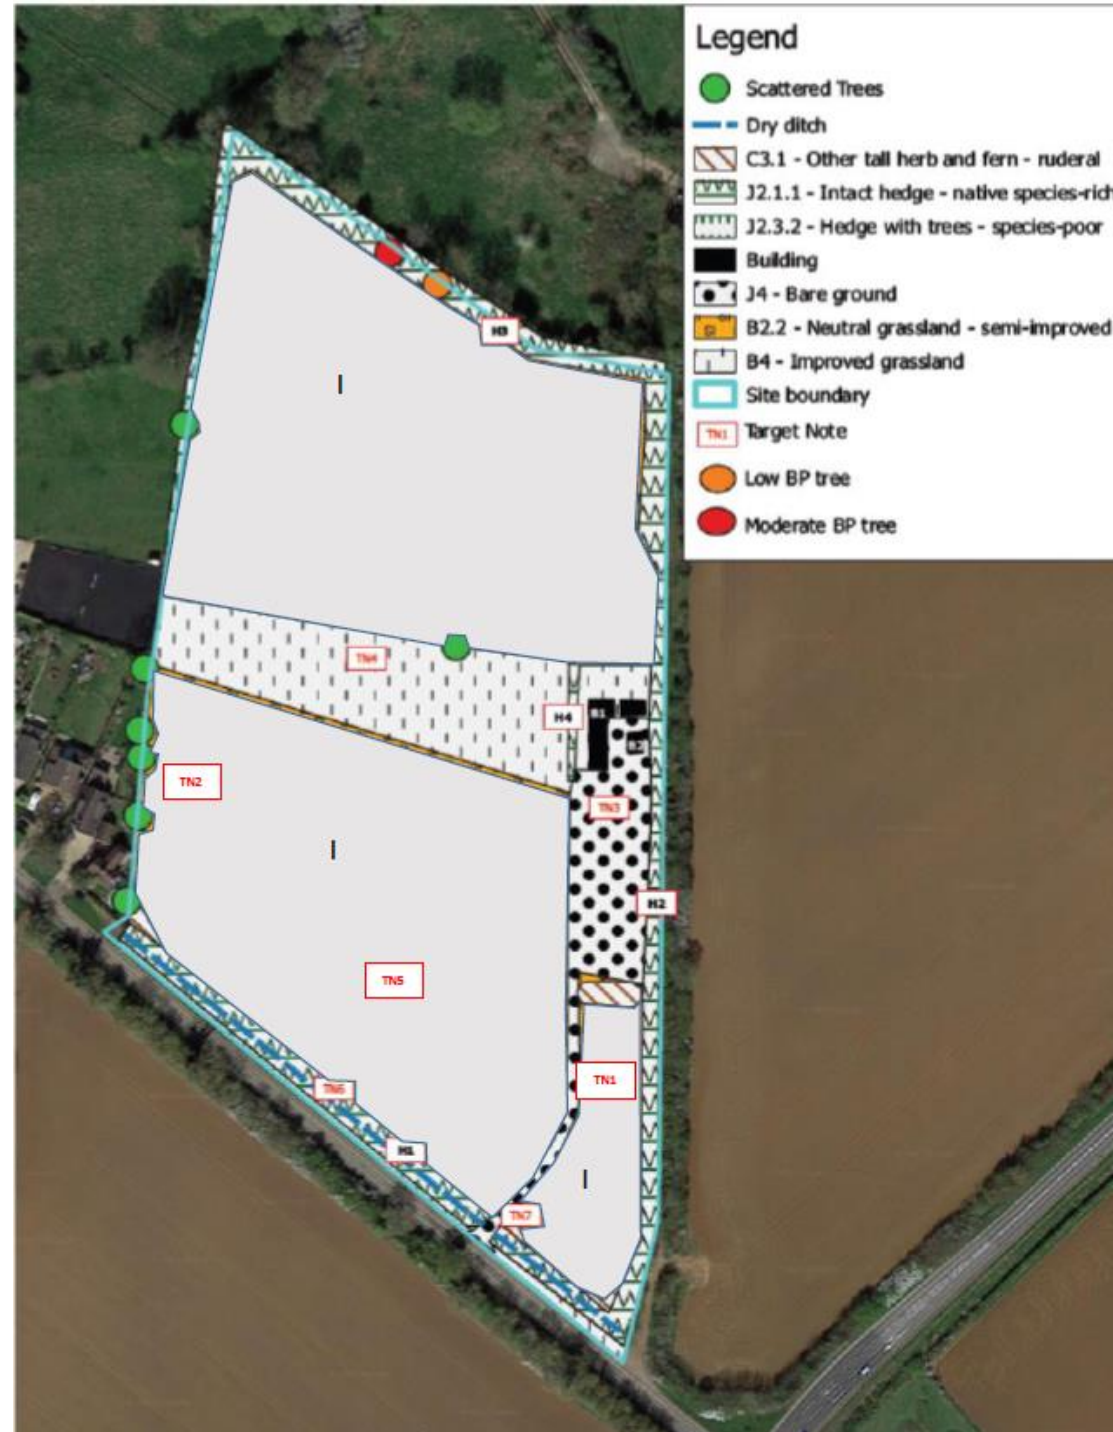 Legend
Scattered Trees
Dry ditch
C3.1 - Other tall herb and fern - ruderal
J2.1.1 - Intact hedge - native species-rich
J2.3.2 - Hedge with trees - species-poor
Building
J4 - Bare ground
B2.2 - Neutral grassland - semi-improved
B4 - Improved grassland
Site boundary
TN1 Target Note
Low BP tree
Moderate BP tree
H3
I
TN4
H4
B1
B2
TN2
TN3
I
H2
TN5
TN1
TN6
H1
I
TN7